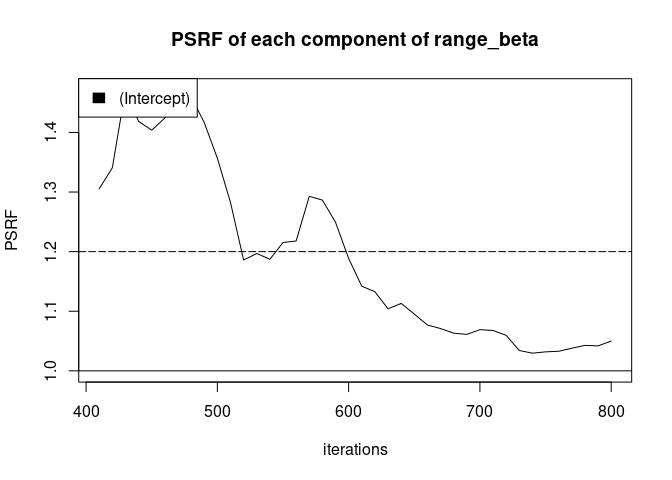 PSRF of each component of range_beta
(Intercept)
PSRF
1.4
1.3
1.2
1.1
1.0
400 500 600 700 800
iterations